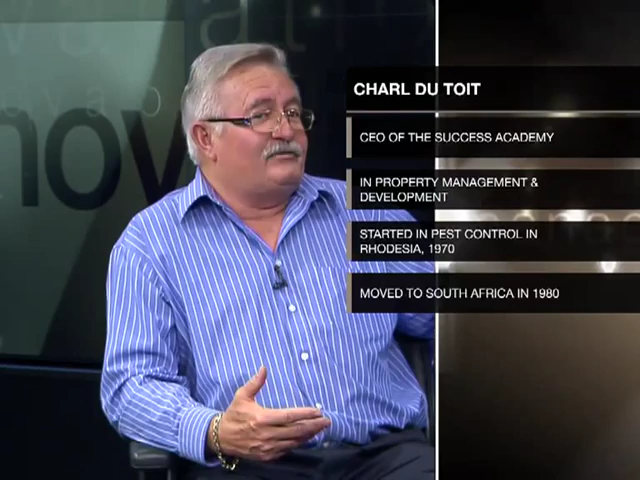 nov
CHARL DU TOIT
CEO OF THE SUCCESS ACADEMY
IN PROPERTY MANAGEMENT &
DEVELOPMENT
STARTED IN PEST CONTROL IN
RHODESIA, 1970
MOVED TO SOUTH AFRICA IN 1980